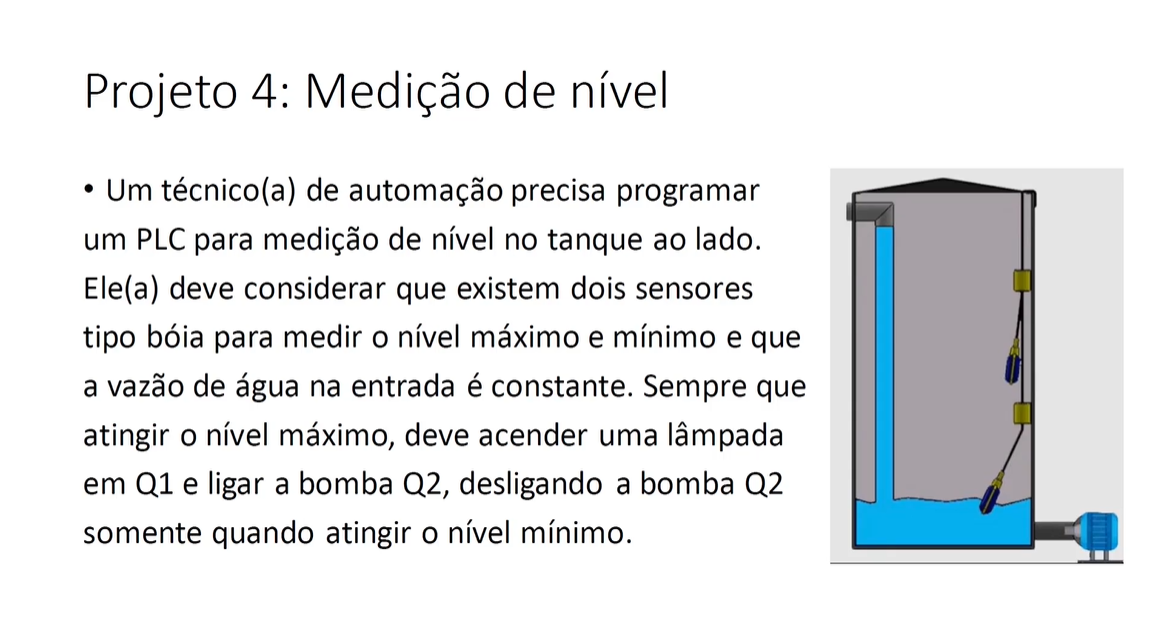 Projeto 4: Medição de nível
• Um técnico(a) de automação precisa programar
um PLC para medição de nível no tanque ao lado.
Ele(a) deve considerar que existem dois sensores
tipo bóia para medir o nível máximo e mínimo e que
a vazão de água na entrada é constante. Sempre que
atingir o nível máximo, deve acender uma lâmpada
em Q1 e ligar a bomba Q2, desligando a bomba Q2
somente quando atingir o nível mínimo.